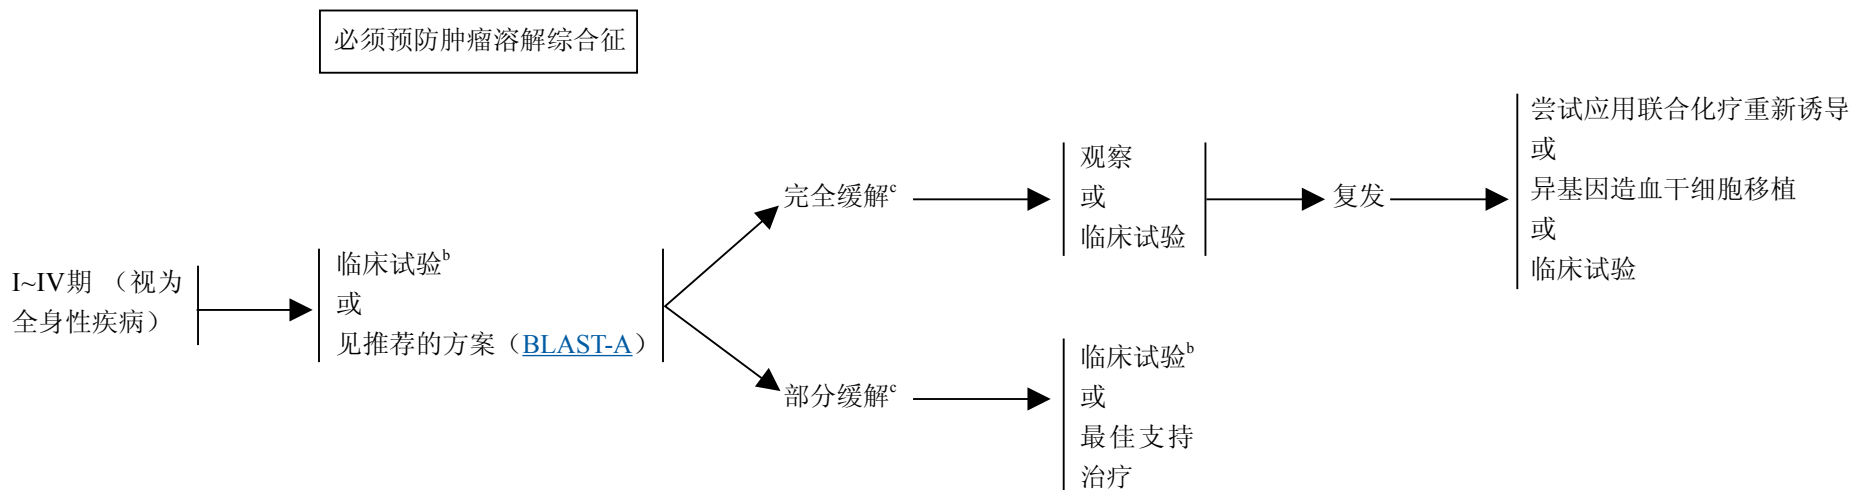 必须预防肿瘤溶解综合征
I~IV期 （视为
全身性疾病）
临床试验ᵇ
或
见推荐的方案（BLAST-A）
完全缓解ᶜ
观察
或
临床试验
复发
尝试应用联合化疗重新诱导
或
异基因造血干细胞移植
或
临床试验
部分缓解ᶜ
临床试验ᵇ
或
最佳支持
治疗